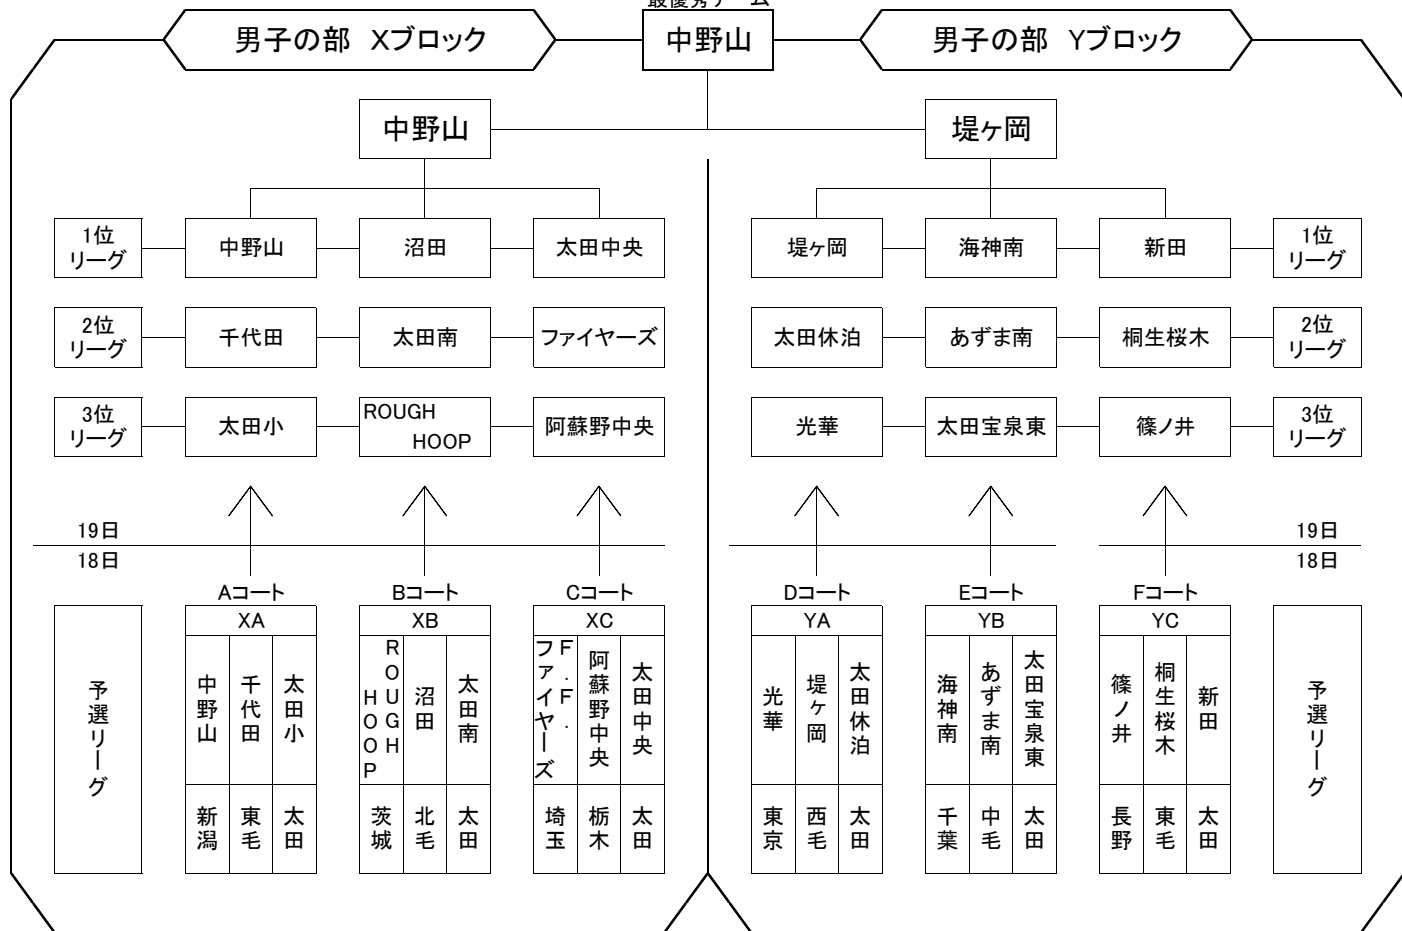 最優秀チーム
男子の部 Xブロック
中野山
男子の部 Yブロック
中野山
堤ヶ岡
1位
リーグ
中野山
沼田
太田中央
堤ヶ岡
海神南
新田
1位
リーグ
2位
リーグ
千代田
太田南
ファイヤーズ
太田休泊
あずま南
桐生桜木
2位
リーグ
3位
リーグ
太田小
ROUGH
HOOP
阿蘇野中央
光華
太田宝泉東
篠ノ井
3位
リーグ
19日
18日
19日
18日
Aコート
Bコート
Cコート
Dコート
Eコート
Fコート
XA
XB
XC
YA
YB
YC
予選リーグ
中野山
千代田
太田小
ROUGH
HOOP
沼田
太田南
F.F.
ファイヤーズ
阿蘇野中央
太田中央
光華
堤ヶ岡
太田休泊
海神南
あずま南
太田宝泉東
篠ノ井
桐生桜木
新田
予選リーグ
新潟
東毛
太田
茨城
北毛
太田
埼玉
栃木
太田
東京
西毛
太田
千葉
中毛
太田
長野
東毛
太田